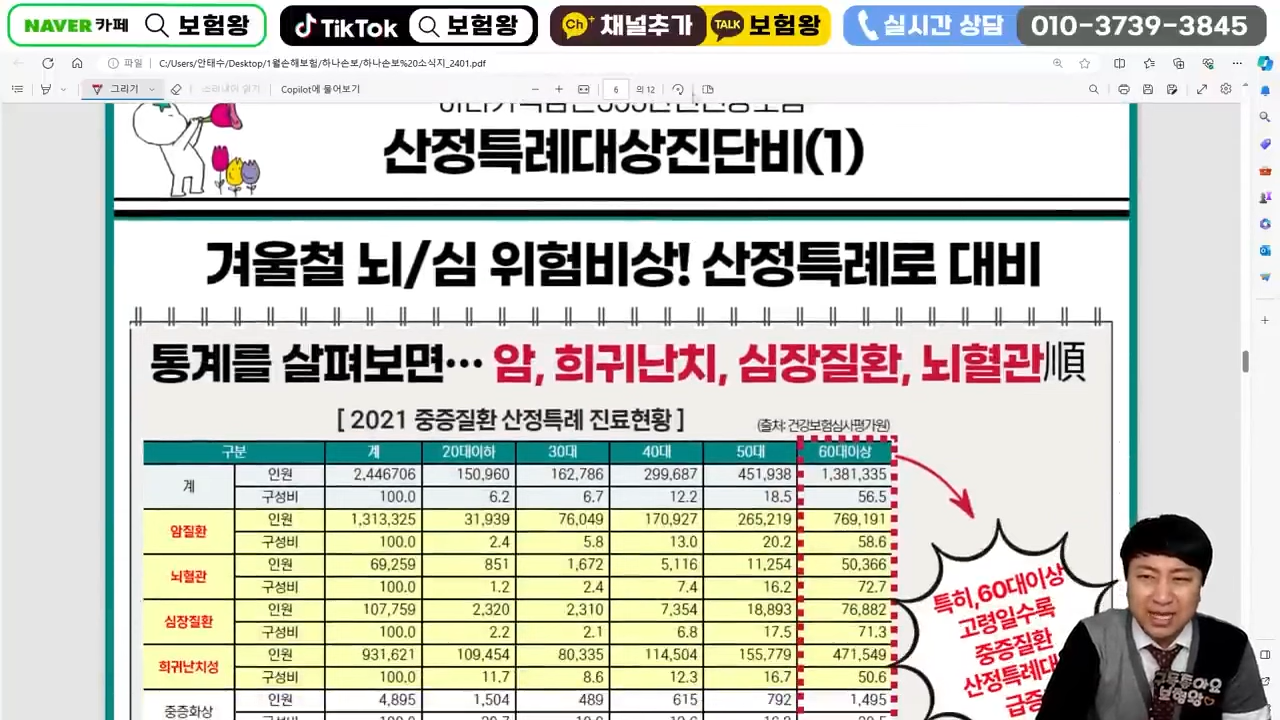 NAVER 카페 보험왕
TikTok 보험왕
Ch+ 채널추가 TALK 보험왕
실시간 상담 010-3739-3845
파일 C:/Users/안태수/Desktop/1월손해보험/하나손보/하나손보%20소식지_2401.pdf
그리기 소리내어 읽기 Copilot에 물어보기 6 의 12
산정특례대상진단비(1)
겨울철 뇌/심 위험비상! 산정특례로 대비
통계를 살펴보면… 암, 희귀난치, 심장질환, 뇌혈관順
[ 2021 중증질환 산정특례 진료현황 ] (출처: 건강보험심사평가원)
구분 계 20대이하 30대 40대 50대 60대이상
계 인원 2,446706 150,960 162,786 299,687 451,938 1,381,335
구성비 100.0 6.2 6.7 12.2 18.5 56.5
암질환 인원 1,313,325 31,939 76,049 170,927 265,219 769,191
구성비 100.0 2.4 5.8 13.0 20.2 58.6
뇌혈관 인원 69,259 851 1,672 5,116 11,254 50,366
구성비 100.0 1.2 2.4 7.4 16.2 72.7
심장질환 인원 107,759 2,320 2,310 7,354 18,893 76,882
구성비 100.0 2.2 2.1 6.8 17.5 71.3
희귀난치성 인원 931,621 109,454 80,335 114,504 155,779 471,549
구성비 100.0 11.7 8.6 12.3 16.7 50.6
중증화상 인원 4,895 1,504 489 615 792 1,495
특히,60대이상
고령일수록
중증질환
산정특례대
급증
보험왕